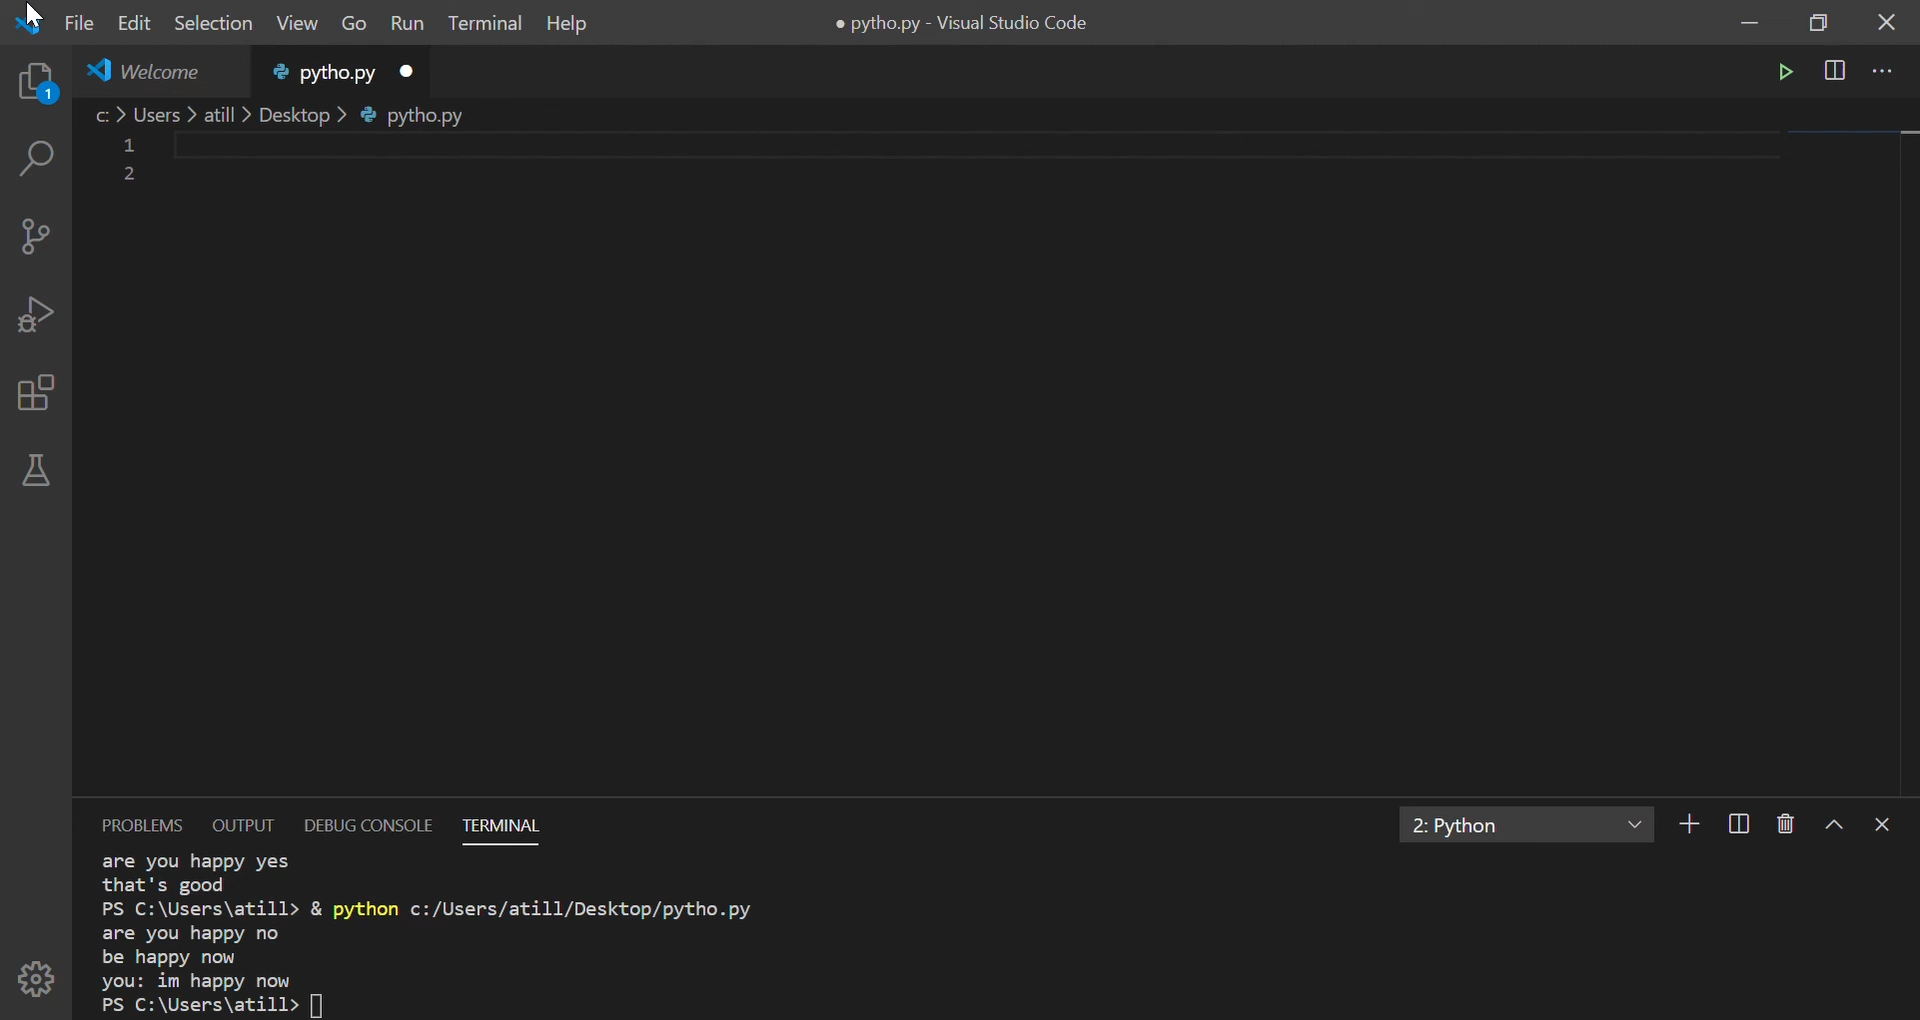 File Edit Selection View Go Run Terminal Help
● pytho.py - Visual Studio Code
1
Welcome
pytho.py
c: > Users > atill > Desktop > pytho.py
1
2
PROBLEMS OUTPUT DEBUG CONSOLE TERMINAL
2: Python
are you happy yes
that's good
PS C:\Users\atill> & python c:/Users/atill/Desktop/pytho.py
are you happy no
be happy now
you: im happy now
PS C:\Users\atill>